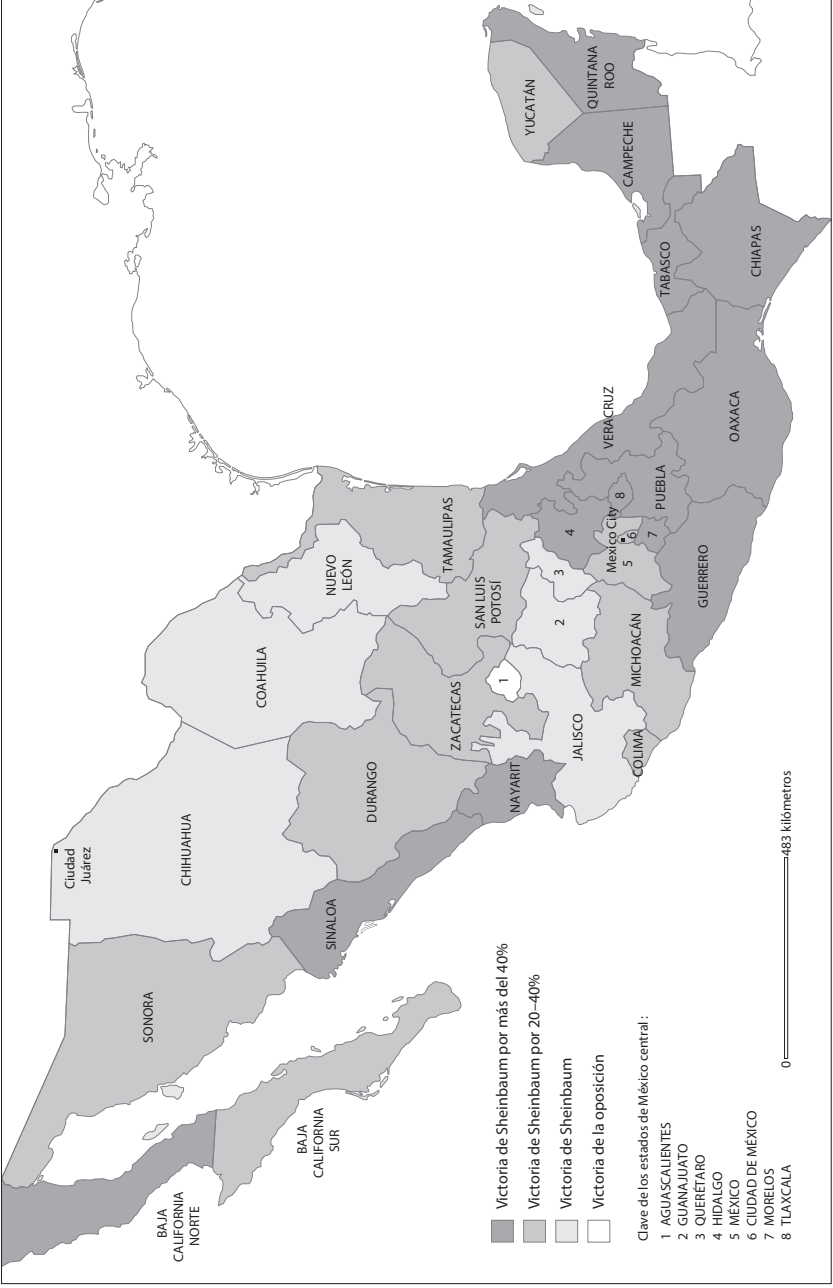 Ciudad
Juárez
SONORA
CHIHUAHUA
COAHUILA
NUEVO
LEÓN
BAJA
CALIFORNIA
NORTE
BAJA
CALIFORNIA
SUR
SINALOA
DURANGO
ZACATECAS
SAN LUIS
POTOSÍ
TAMAULIPAS
NAYARIT
JALISCO
COLIMA
MICHOACÁN
1
2
3
4
5
6
7
8
Mexico City
VERACRUZ
PUEBLA
GUERRERO
OAXACA
TABASCO
CHIAPAS
CAMPECHE
YUCATÁN
QUINTANA
ROO
Victoria de Sheinbaum por más del 40%
Victoria de Sheinbaum por 20–40%
Victoria de Sheinbaum
Victoria de la oposición
Clave de los estados de México central :
1 AGUASCALIENTES
2 GUANAJUATO
3 QUERÉTARO
4 HIDALGO
5 MÉXICO
6 CIUDAD DE MÉXICO
7 MORELOS
8 TLAXCALA
0 483 kilómetros